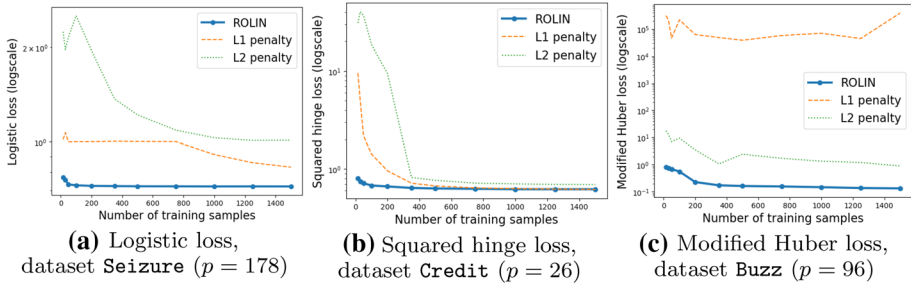 Logistic loss (logscale)
2 × 10⁰
10⁰
ROLIN
L1 penalty
L2 penalty
0 200 400 600 800 1000 1200 1400
Number of training samples
(a) Logistic loss,
dataset Seizure (p = 178)
Squared hinge loss (logscale)
10¹
10⁰
ROLIN
L1 penalty
L2 penalty
0 200 400 600 800 1000 1200 1400
Number of training samples
(b) Squared hinge loss,
dataset Credit (p = 26)
Modified Huber loss (logscale)
10⁵
10⁴
10³
10²
10¹
10⁰
10⁻¹
ROLIN
L1 penalty
L2 penalty
0 200 400 600 800 1000 1200 1400
Number of training samples
(c) Modified Huber loss,
dataset Buzz (p = 96)